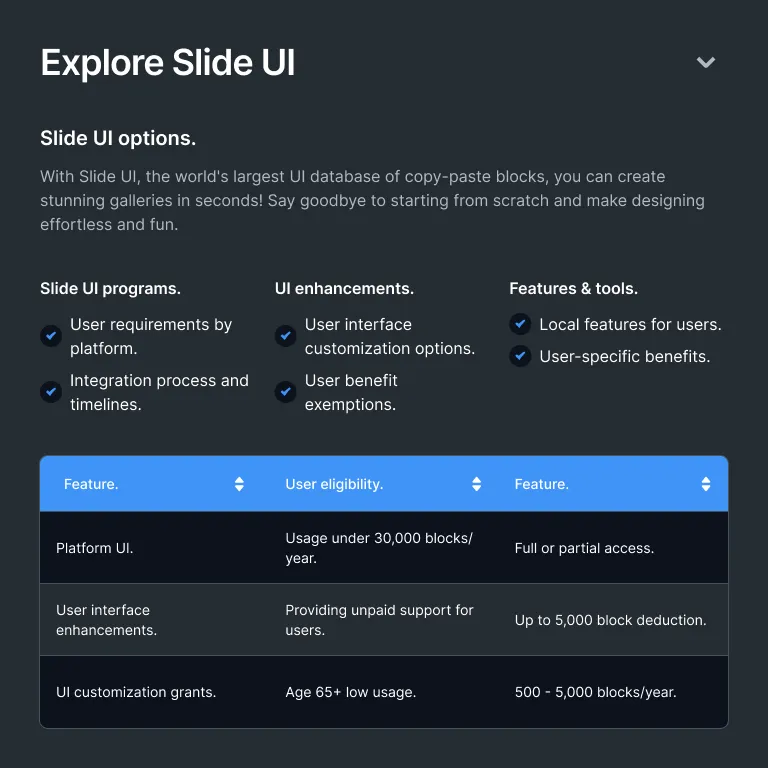 Explore Slide UI
Slide UI options.
With Slide UI, the world's largest UI database of copy-paste blocks, you can create
stunning galleries in seconds! Say goodbye to starting from scratch and make designing
effortless and fun.
Slide UI programs.
User requirements by
platform.
Integration process and
timelines.
UI enhancements.
User interface
customization options.
User benefit
exemptions.
Features & tools.
Local features for users.
User-specific benefits.
Feature.
User eligibility.
Feature.
Platform UI.
Usage under 30,000 blocks/
year.
Full or partial access.
User interface
enhancements.
Providing unpaid support for
users.
Up to 5,000 block deduction.
UI customization grants.
Age 65+ low usage.
500 - 5,000 blocks/year.